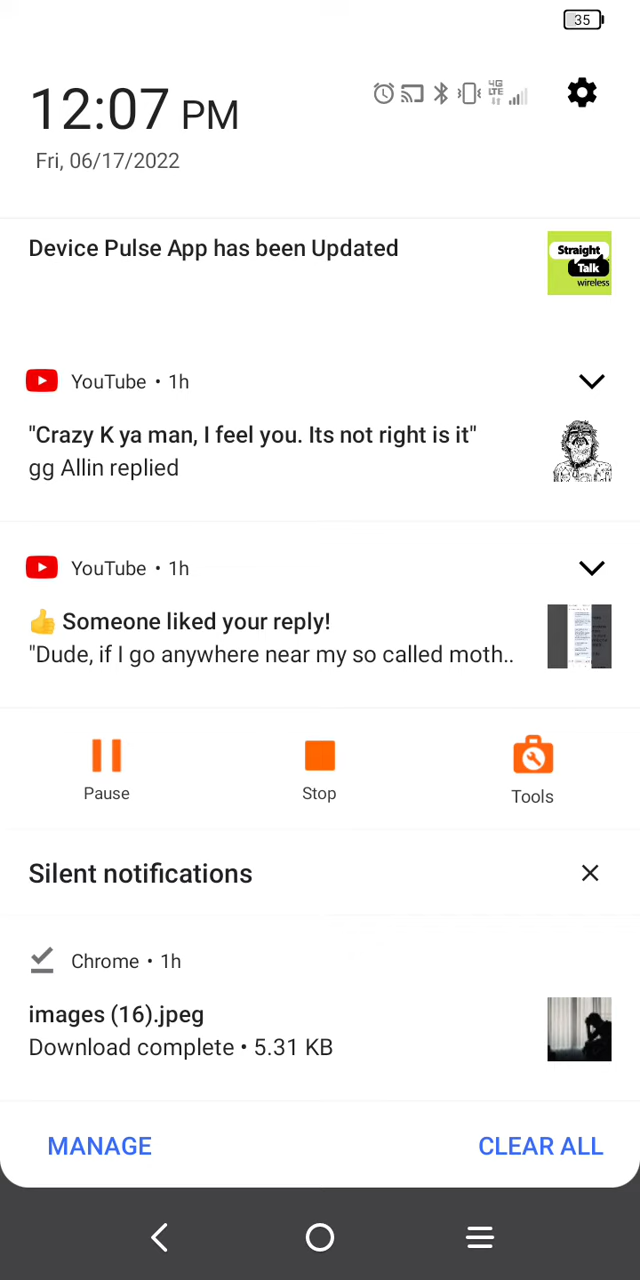 35
12:07 PM
4G
LTE
Fri, 06/17/2022
Device Pulse App has been Updated
Straight
Talk
wireless
YouTube • 1h
"Crazy K ya man, I feel you. Its not right is it"
gg Allin replied
YouTube • 1h
👍 Someone liked your reply!
"Dude, if I go anywhere near my so called moth..
Pause
Stop
Tools
Silent notifications
Chrome • 1h
images (16).jpeg
Download complete • 5.31 KB
MANAGE
CLEAR ALL